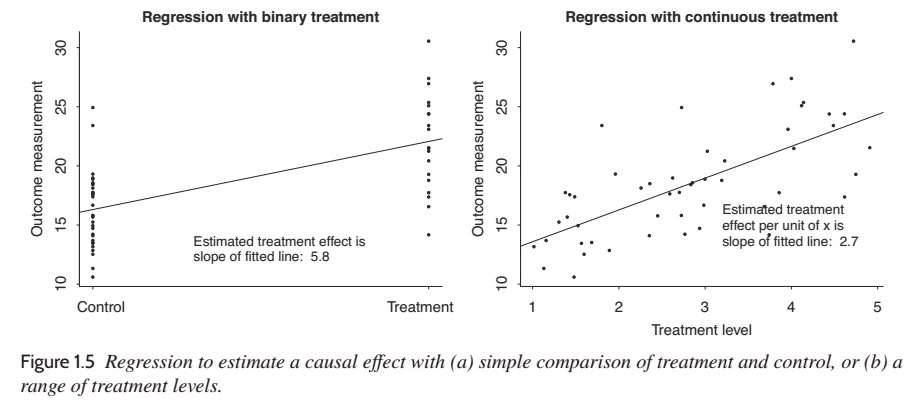 Regression with binary treatment
Outcome measurement
30
25
20
15
10
Estimated treatment effect is
slope of fitted line: 5.8
Control
Treatment
Regression with continuous treatment
Outcome measurement
30
25
20
15
10
Estimated treatment
effect per unit of x is
slope of fitted line: 2.7
1
2
3
4
5
Treatment level
Figure 1.5 Regression to estimate a causal effect with (a) simple comparison of treatment and control, or (b) a
range of treatment levels.